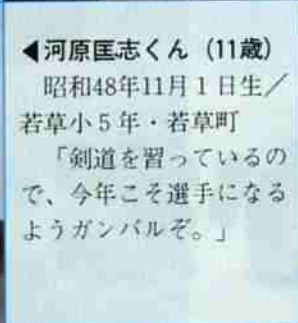 ◀河原匡志くん（11歳）
昭和48年11月1日生／
若草小5年・若草町
「剣道を習っているの
で、今年こそ選手になる
ようガンバルぞ。」